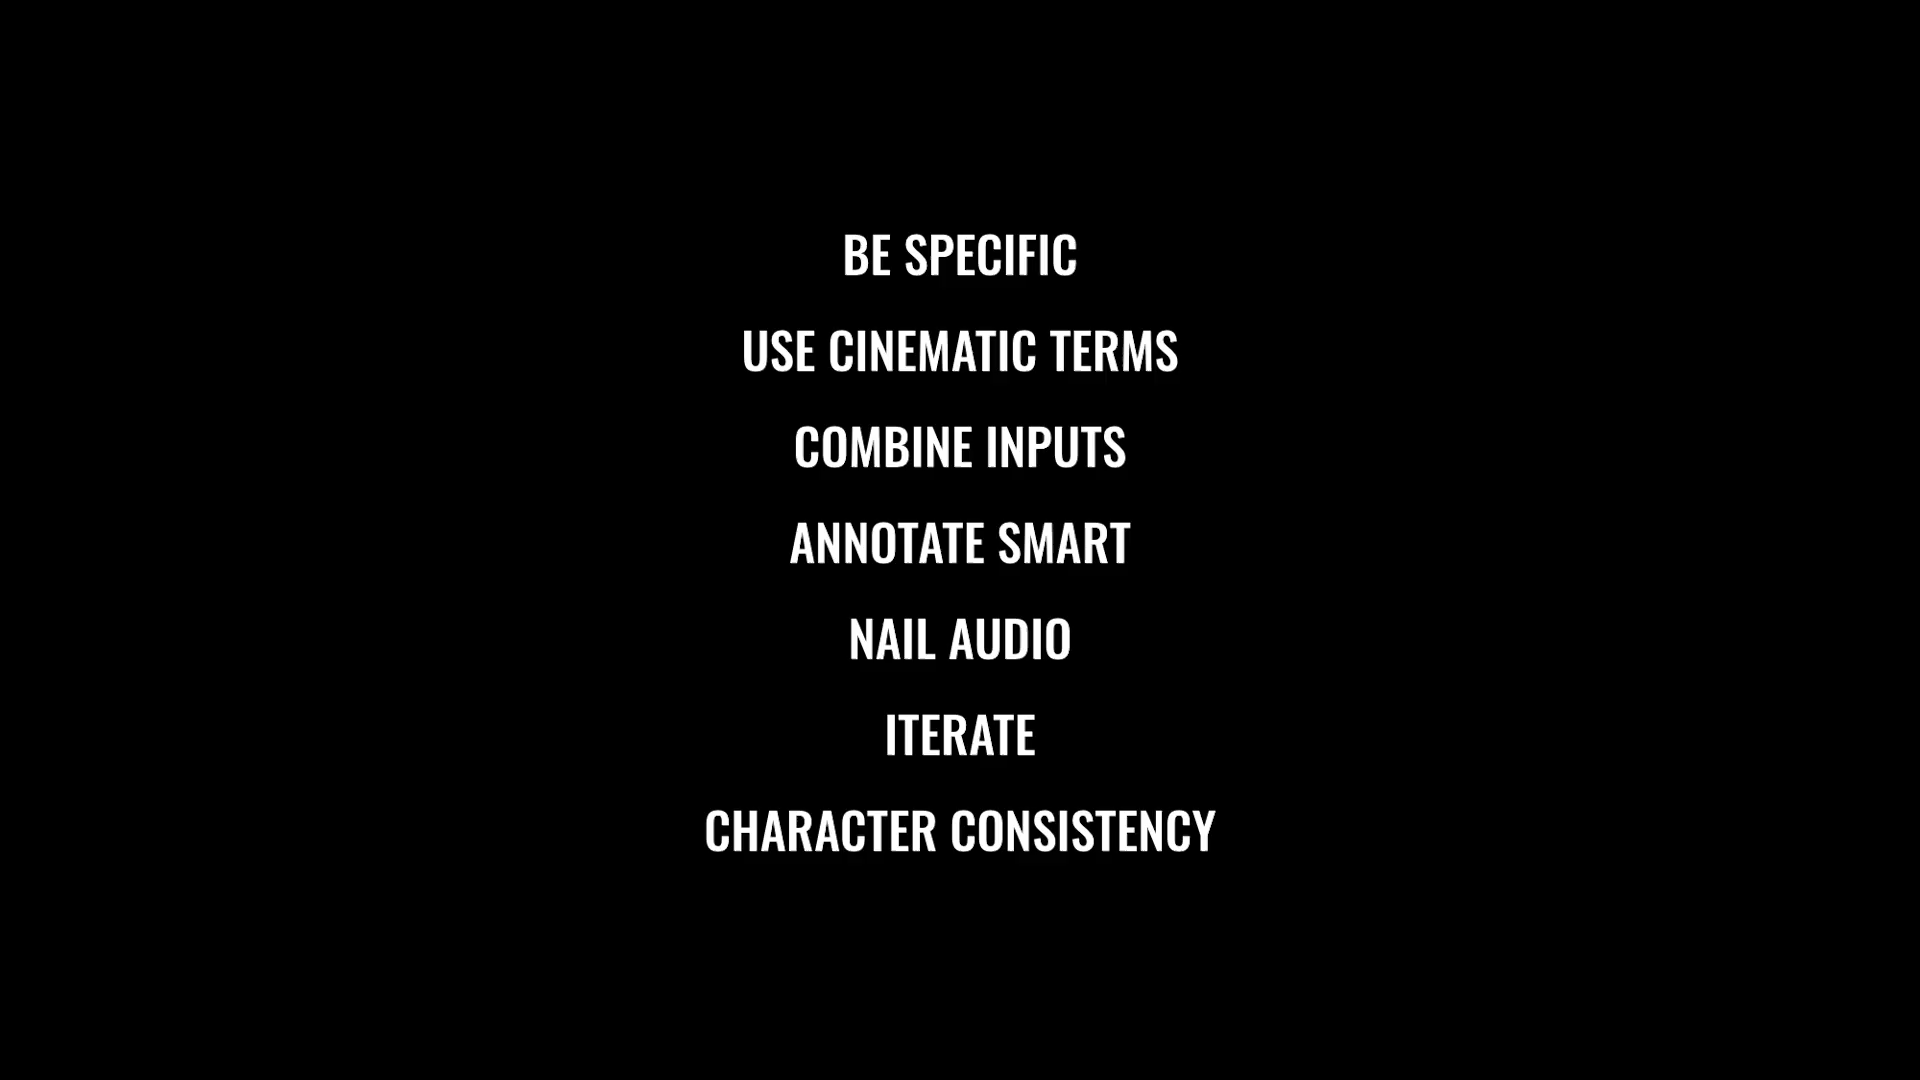 BE SPECIFIC
USE CINEMATIC TERMS
COMBINE INPUTS
ANNOTATE SMART
NAIL AUDIO
ITERATE
CHARACTER CONSISTENCY